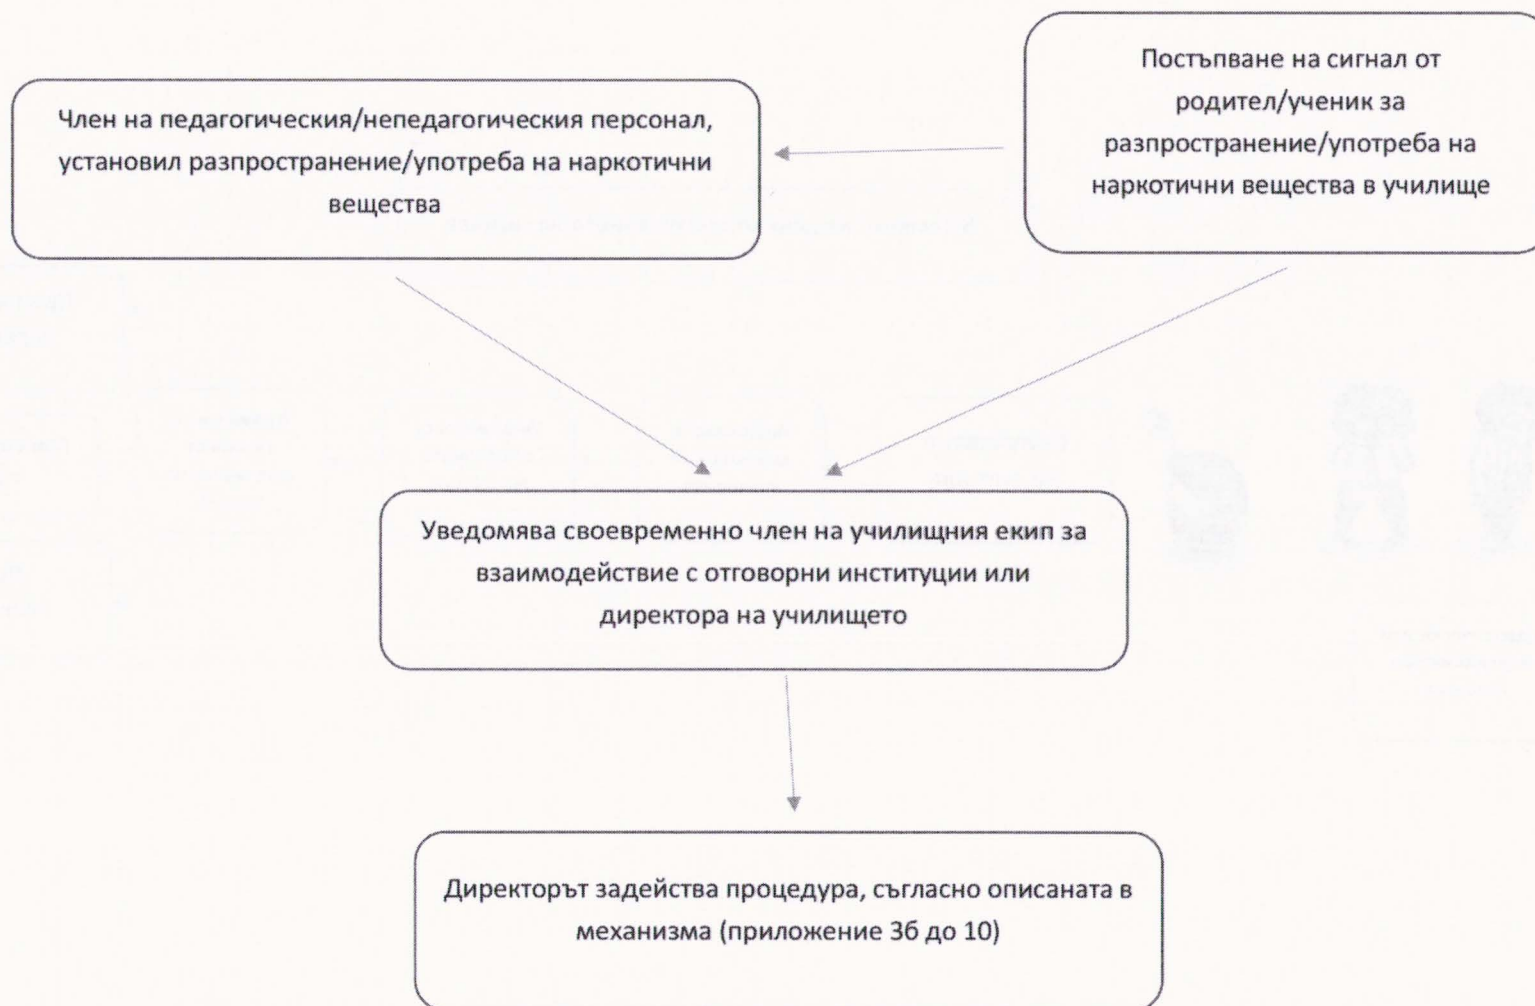 Постъпване на сигнал от
родител/ученик за
разпространение/употреба на
наркотични вещества в училище
Член на педагогическия/непедагогическия персонал,
установил разпространение/употреба на наркотични
вещества
Уведомява своевременно член на училищния екип за
взаимодействие с отговорни институции или
директора на училището
Директорът задейства процедура, съгласно описаната в
механизма (приложение 3б до 10)